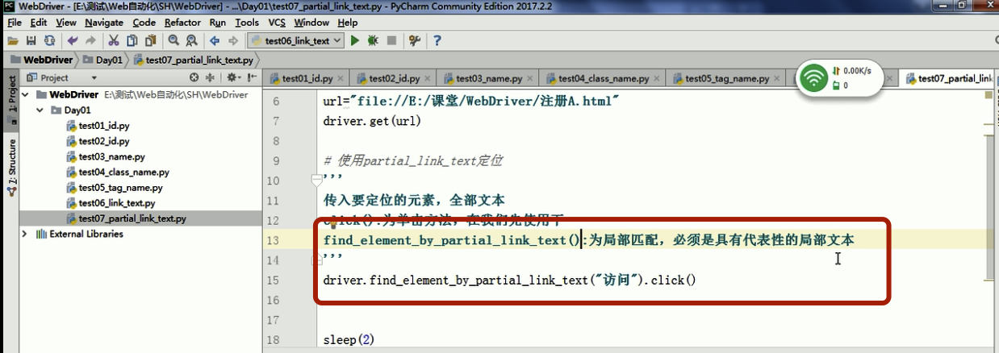 WebDriver - [E:\测试\Web自动化\SH\WebDriver] - ...\Day01\test07_partial_link_text.py - PyCharm Community Edition 2017.2.2
File Edit View Navigate Code Refactor Run Tools VCS Window Help
test06_link_text
WebDriver Day01 test07_partial_link_text.py
Project
test01_id.py test02_id.py test03_name.py test04_class_name.py test05_tag_name.py test07_partial_link
0.00K/s
0
1: Project
7: Structure
WebDriver E:\测试\Web自动化\SH\WebDriver
Day01
test01_id.py
test02_id.py
test03_name.py
test04_class_name.py
test05_tag_name.py
test06_link_text.py
test07_partial_link_text.py
External Libraries
6 url="file://E:/课堂/WebDriver/注册A.html"
7 driver.get(url)
8
9 # 使用partial_link_text定位
10 '''
11 传入要定位的元素，全部文本
12 click():为单击方法，在我们先使用下
13 find_element_by_partial_link_text():为局部匹配，必须是具有代表性的局部文本
14 '''
15 driver.find_element_by_partial_link_text("访问").click()
16
17
18 sleep(2)